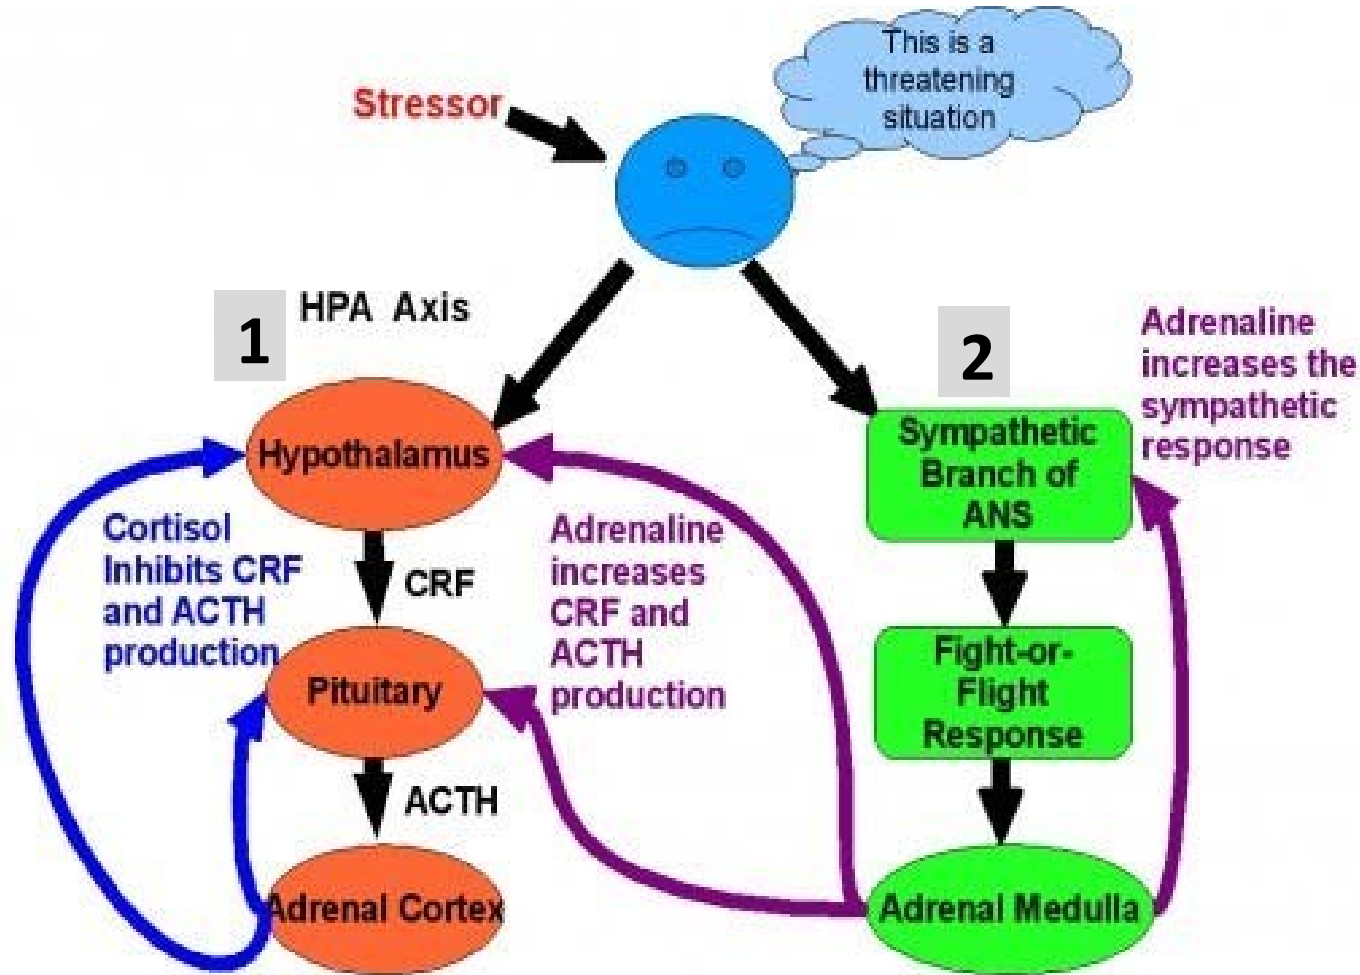 This is a
threatening
situation
Stressor
1
HPA Axis
2
Adrenaline
increases the
sympathetic
response
Hypothalamus
Sympathetic
Branch of
ANS
Cortisol
Inhibits CRF
and ACTH
production
CRF
Adrenaline
increases
CRF and
ACTH
production
Pituitary
Fight-or-
Flight
Response
ACTH
Adrenal Cortex
Adrenal Medulla